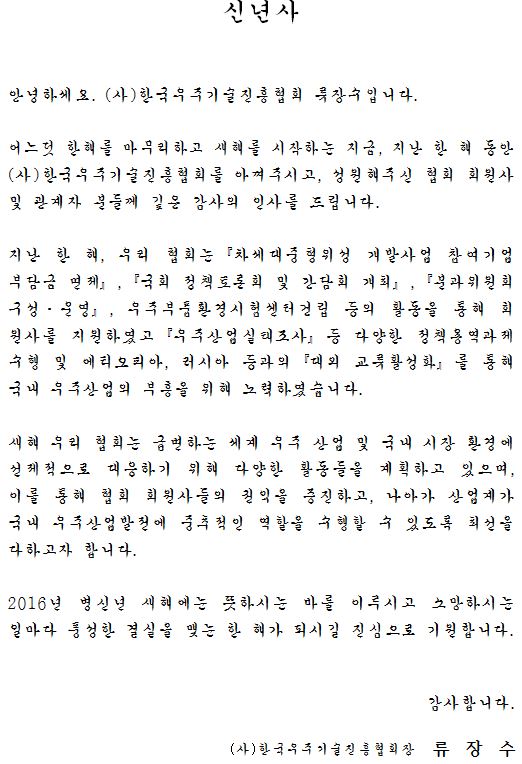 신년사
안녕하세요. (사)한국우주기술진흥협회 류장수입니다.
어느덧 한해를 마무리하고 새해를 시작하는 지금, 지난 한 해 동안
(사)한국우주기술진흥협회를 아껴주시고, 성원해주신 협회 회원사
및 관계자 분들께 깊은 감사의 인사를 드립니다.
지난 한 해, 우리 협회는『차세대중형위성 개발사업 참여기업
부담금 면제』,『국회 정책토론회 및 간담회 개최』,『분과위원회
구성·운영』, 우주부품환경시험센터건립 등의 활동을 통해 회
원사를 지원하였고『우주산업실태조사』등 다양한 정책용역과제
수행 및 에티오피아, 러시아 등과의『대외 교류활성화』를 통해
국내 우주산업의 부흥을 위해 노력하였습니다.
새해 우리 협회는 급변하는 세계 우주 산업 및 국내 시장 환경에
선제적으로 대응하기 위해 다양한 활동들을 계획하고 있으며,
이를 통해 협회 회원사들의 권익을 증진하고, 나아가 산업계가
국내 우주산업발전에 중추적인 역할을 수행할 수 있도록 최선을
다하고자 합니다.
2016년 병신년 새해에는 뜻하시는 바를 이루시고 소망하시는
일마다 풍성한 결실을 맺는 한 해가 되시길 진심으로 기원합니다.
감사합니다.
(사)한국우주기술진흥협회장 류 장 수